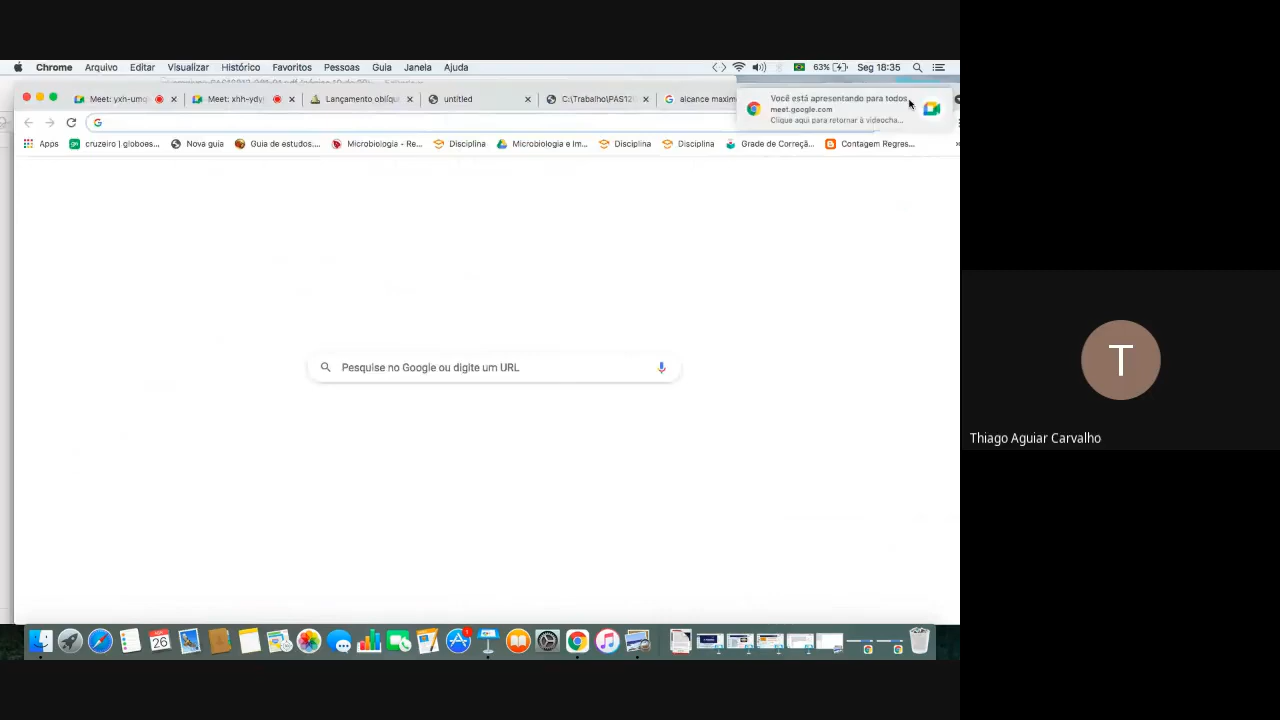 Chrome Arquivo Editar Visualizar Histórico Favoritos Pessoas Guia Janela Ajuda 63% Seg 18:35
Meet: yxh-umq Meet: xhh-y Lançamento oblíqu untitled C:\Trabalho\PAS12 alcance maxim
Você está apresentando para todos
meet.google.com
Clique aqui para retornar à videocha...
G
Apps cruzeiro | globoes... Nova guia Guia de estudos.... Microbiologia - Re... Disciplina Microbiologia e Im... Disciplina Disciplina Grade de Correçã... Contagem Regres... »
Pesquise no Google ou digite um URL
T
Thiago Aguiar Carvalho
26
1